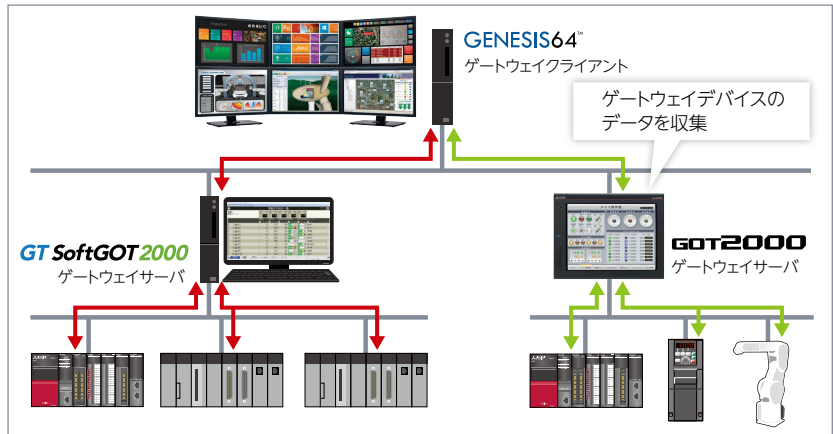 GENESIS64™
ゲートウェイクライアント
ゲートウェイデバイスの
データを収集
GT SoftGOT2000
ゲートウェイサーバ
GOT2000
ゲートウェイサーバ